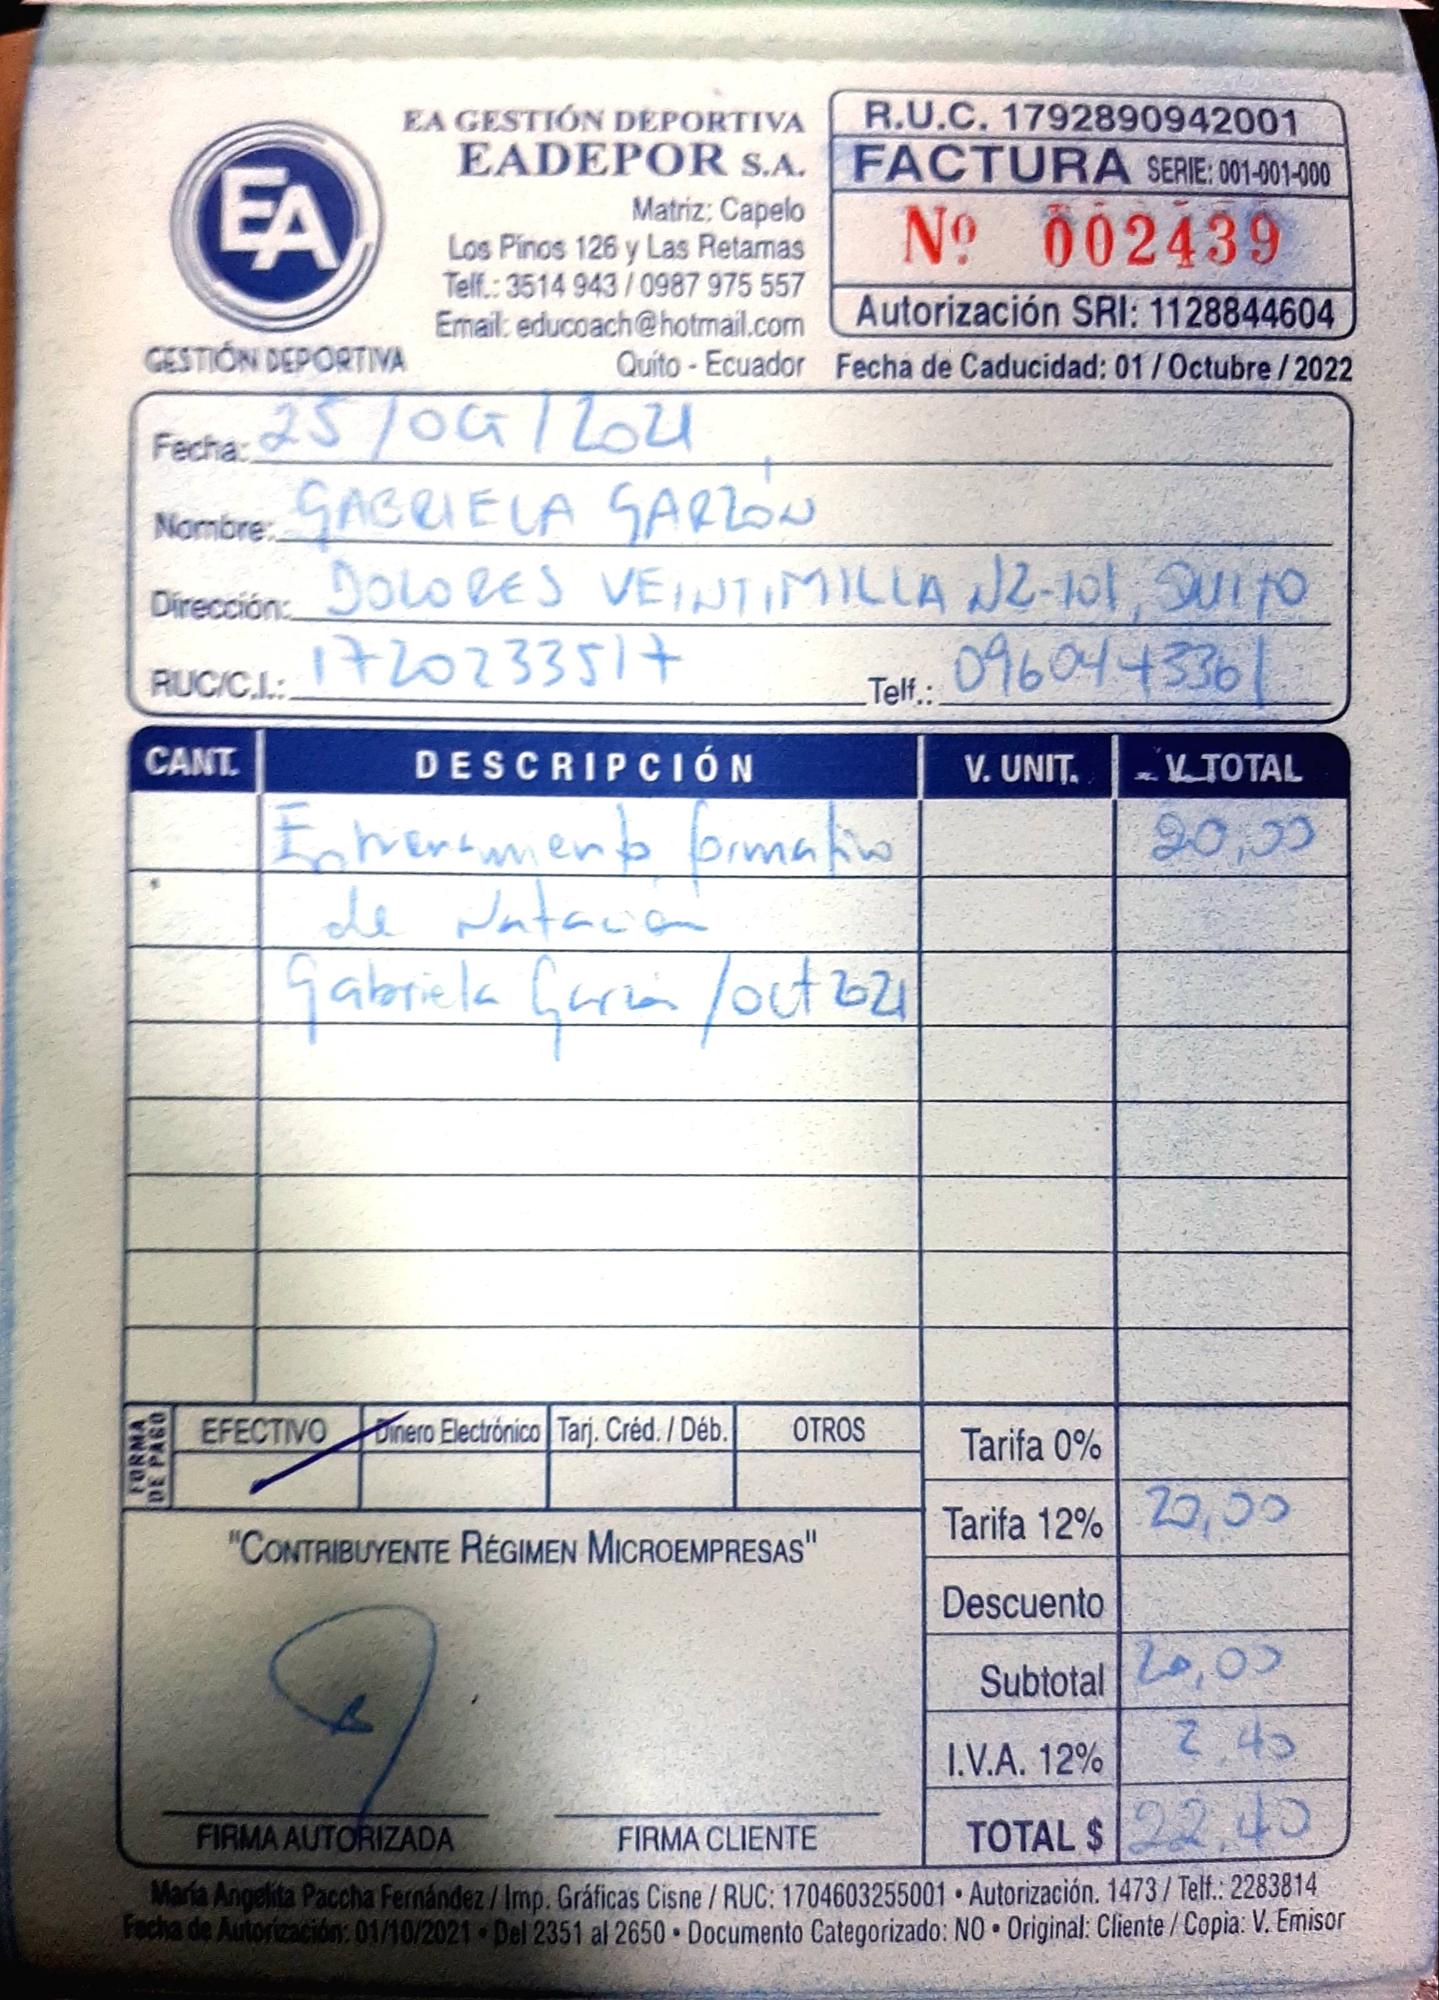 EA
GESTIÓN DEPORTIVA
EA GESTIÓN DEPORTIVA
EADEPOR S.A.
Matriz: Capelo
Los Pinos 126 y Las Retamas
Telf.: 3514 943 / 0987 975 557
Email: educoach@hotmail.com
Quito - Ecuador
R.U.C. 1792890942001
FACTURA SERIE: 001-001-000
Nº 002439
Autorización SRI: 1128844604
Fecha de Caducidad: 01 / Octubre / 2022
Fecha: 25/Oct/2021
Nombre: GABRIELA GARZÓN
Dirección: DOLORES VEINTIMILLA N2-101, QUITO
RUC/C.I.: 1720233517 Telf.:
CANT. DESCRIPCIÓN V. UNIT. V. TOTAL
Entrenamiento formativo 20,00
de Natación
Gabriela Garzón /oct 2021
FORMA DE PAGO
EFECTIVO Dinero Electrónico Tarj. Créd. / Déb. OTROS
Tarifa 0%
Tarifa 12% 20,00
"CONTRIBUYENTE RÉGIMEN MICROEMPRESAS"
Descuento
Subtotal 20,00
I.V.A. 12% 2.40
TOTAL $ 22.40
FIRMA AUTORIZADA FIRMA CLIENTE
María Angelita Paccha Fernández / Imp. Gráficas Cisne / RUC: 1704603255001 • Autorización. 1473 / Telf.: 2283814
Fecha de Autorización: 01/10/2021 • Del 2351 al 2650 • Documento Categorizado: NO • Original: Cliente / Copia: V. Emisor